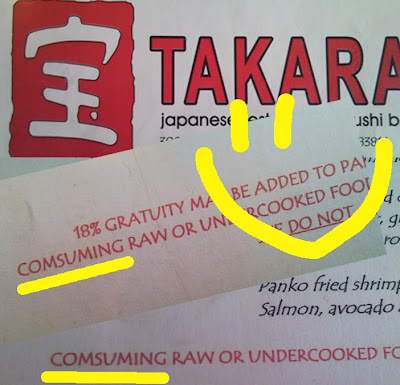 宝
TAKARA
japanese
ushi b
18% GRATUITY MAY BE ADDED TO PA
COMSUMING RAW OR UNDERCOOKED FOO
DO NOT
Panko fried shrimp
Salmon, avocado
COMSUMING RAW OR UNDERCOOKED FO